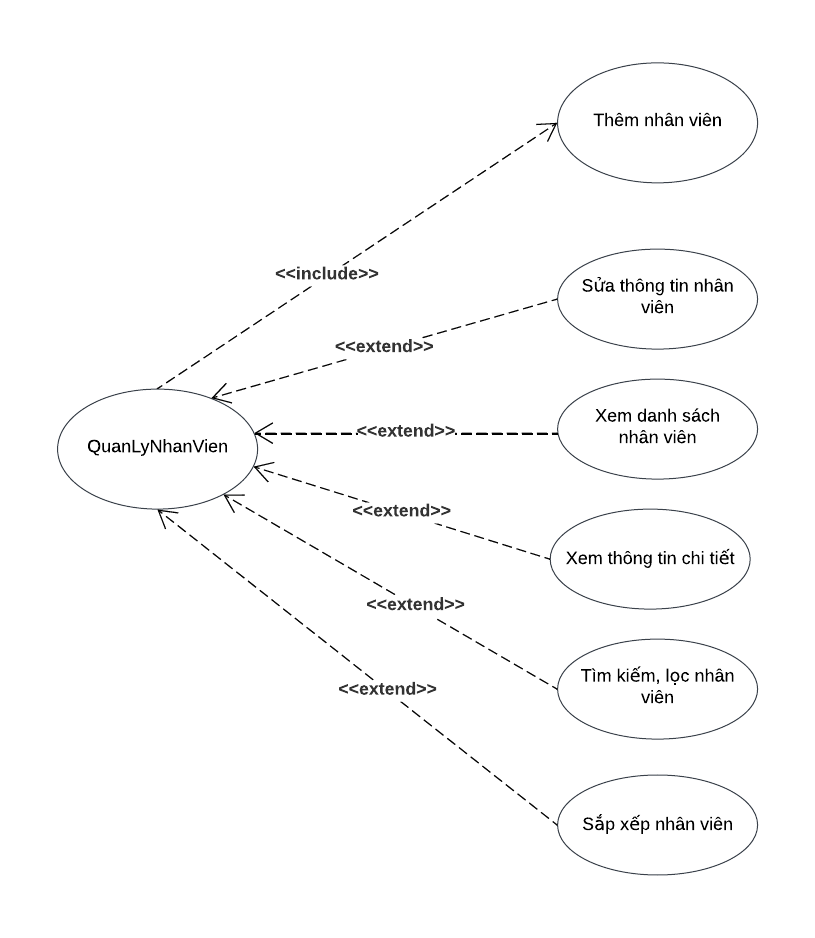 Thêm nhân viên
<<include>>
Sửa thông tin nhân
viên
<<extend>>
Xem danh sách
nhân viên
<<extend>>
QuanLyNhanVien
<<extend>>
Xem thông tin chi tiết
<<extend>>
Tìm kiếm, lọc nhân
viên
<<extend>>
Sắp xếp nhân viên